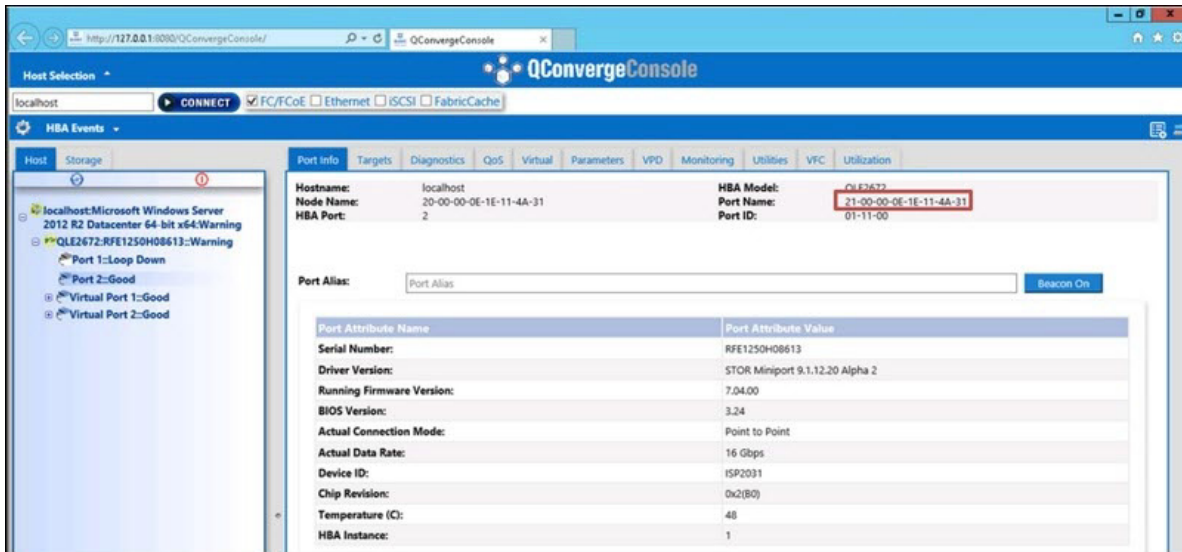 http://127.0.0.1:8080/QConvergeConsole/
QConvergeConsole
Host Selection
QConvergeConsole
localhost
CONNECT
FC/FCoE Ethernet iSCSI FabricCache
HBA Events
Host Storage
Port Info Targets Diagnostics QoS Virtual Parameters VPD Monitoring Utilities VFC Utilization
localhost:Microsoft Windows Server
2012 R2 Datacenter 64-bit x64:Warning
QLE2672:RFE1250H08613::Warning
Port 1::Loop Down
Port 2::Good
Virtual Port 1::Good
Virtual Port 2::Good
Hostname: localhost HBA Model: QLE2672
Node Name: 20-00-00-0E-1E-11-4A-31 Port Name: 21-00-00-0E-1E-11-4A-31
HBA Port: 2 Port ID: 01-11-00
Port Alias: Port Alias Beacon On
Port Attribute Name Port Attribute Value
Serial Number: RFE1250H08613
Driver Version: STOR Miniport 9.1.12.20 Alpha 2
Running Firmware Version: 7.04.00
BIOS Version: 3.24
Actual Connection Mode: Point to Point
Actual Data Rate: 16 Gbps
Device ID: ISP2031
Chip Revision: 0x2(B0)
Temperature (C): 48
HBA Instance: 1